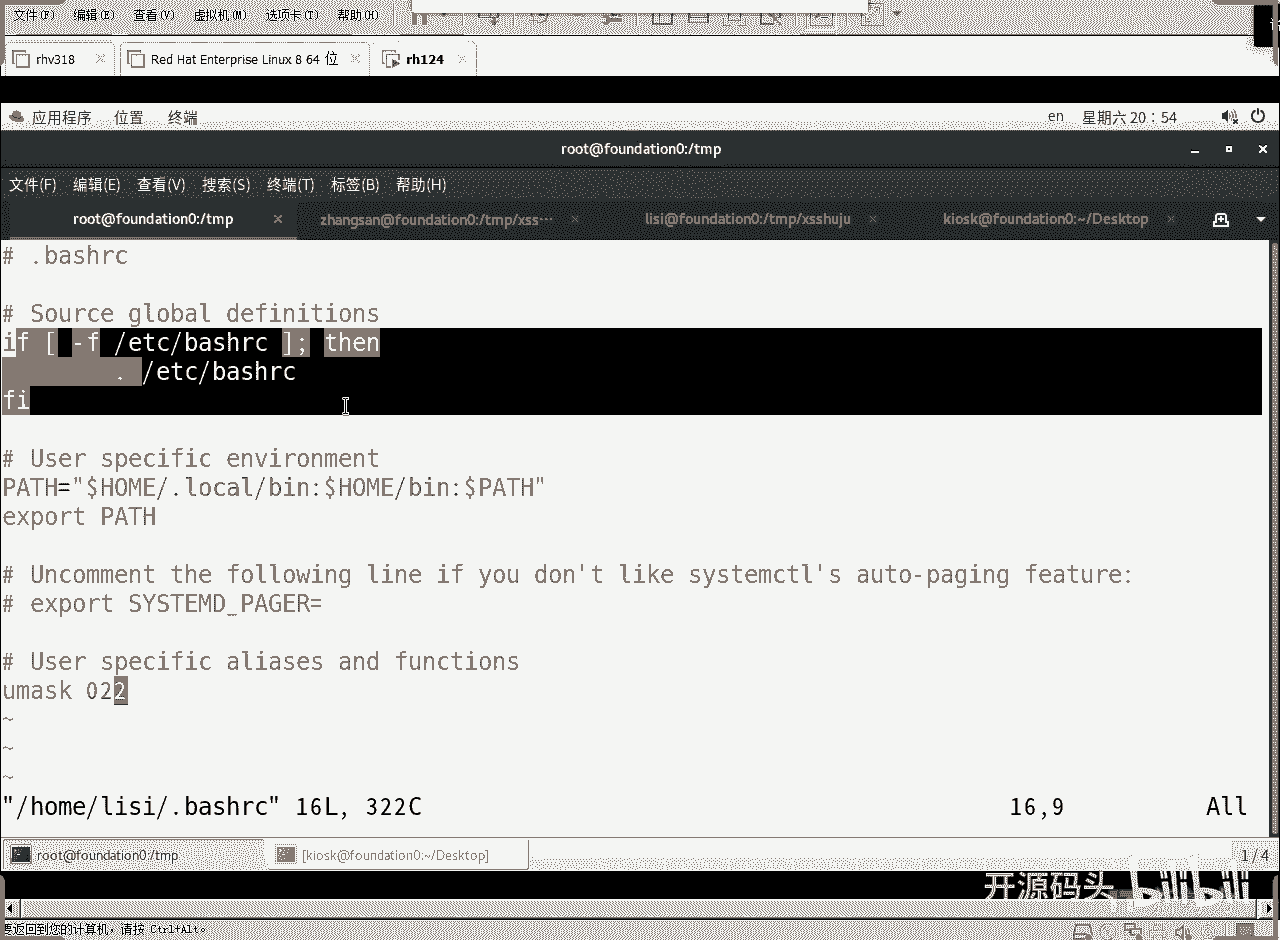 文件(F) 编辑(E) 查看(V) 虚拟机(M) 选项卡(T) 帮助(H)
rhv318 Red Hat Enterprise Linux 8 64 位 rh124
应用程序 位置 终端 en 星期六 20：54
root@foundation0:/tmp
文件(F) 编辑(E) 查看(V) 搜索(S) 终端(T) 标签(B) 帮助(H)
root@foundation0:/tmp zhangsan@foundation0:/tmp/xss··· lisi@foundation0:/tmp/xsshuju kiosk@foundation0:~/Desktop
# .bashrc
# Source global definitions
if [ -f /etc/bashrc ]; then
. /etc/bashrc
fi
# User specific environment
PATH="$HOME/.local/bin:$HOME/bin:$PATH"
export PATH
# Uncomment the following line if you don't like systemctl's auto-paging feature:
# export SYSTEMD_PAGER=
# User specific aliases and functions
umask 022
~
~
~
"/home/lisi/.bashrc" 16L, 322C 16,9 All
root@foundation0:/tmp [kiosk@foundation0:~/Desktop] 1/4
开源码头 bilibili
要返回到您的计算机，请按 Ctrl+Alt。